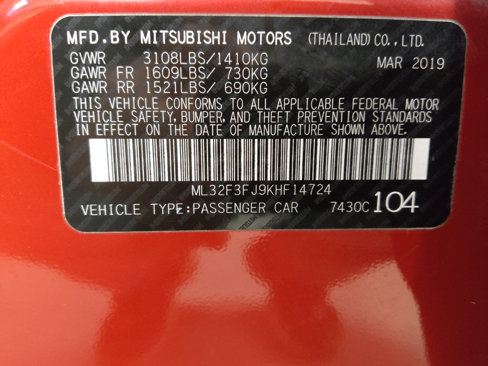 MFD.BY MITSUBISHI MOTORS (THAILAND) CO., LTD.
GVWR 3108LBS/1410KG MAR 2019
GAWR FR 1609LBS/ 730KG
GAWR RR 1521LBS/ 690KG
THIS VEHICLE CONFORMS TO ALL APPLICABLE FEDERAL MOTOR
VEHICLE SAFETY, BUMPER, AND THEFT PREVENTION STANDARDS
IN EFFECT ON THE DATE OF MANUFACTURE SHOWN ABOVE.
ML32F3FJ9KHF14724
VEHICLE TYPE:PASSENGER CAR 7430C 104